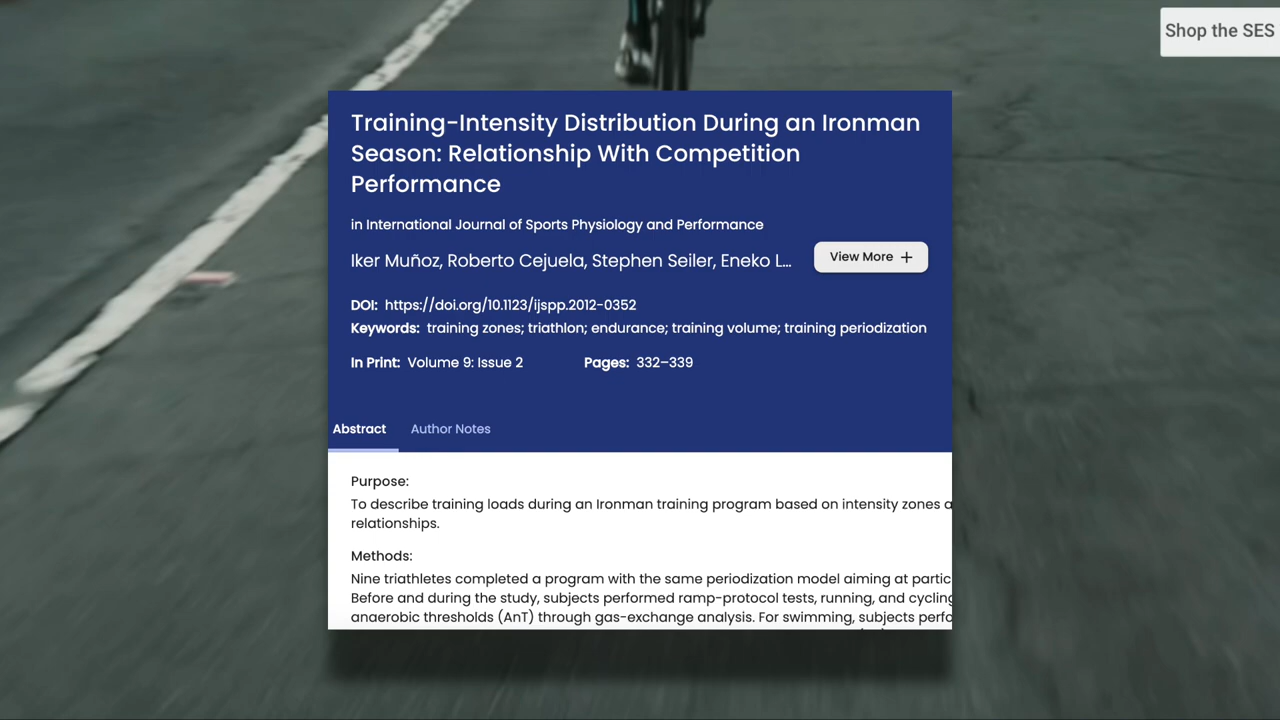 Shop the SES
Training-Intensity Distribution During an Ironman
Season: Relationship With Competition
Performance
in International Journal of Sports Physiology and Performance
Iker Muñoz, Roberto Cejuela, Stephen Seiler, Eneko L...
View More +
DOI: https://doi.org/10.1123/ijspp.2012-0352
Keywords: training zones; triathlon; endurance; training volume; training periodization
In Print: Volume 9: Issue 2 Pages: 332–339
Abstract Author Notes
Purpose:
To describe training loads during an Ironman training program based on intensity zones a
relationships.
Methods:
Nine triathletes completed a program with the same periodization model aiming at partic
Before and during the study, subjects performed ramp-protocol tests, running, and cycling
anaerobic thresholds (AnT) through gas-exchange analysis. For swimming, subjects perfo